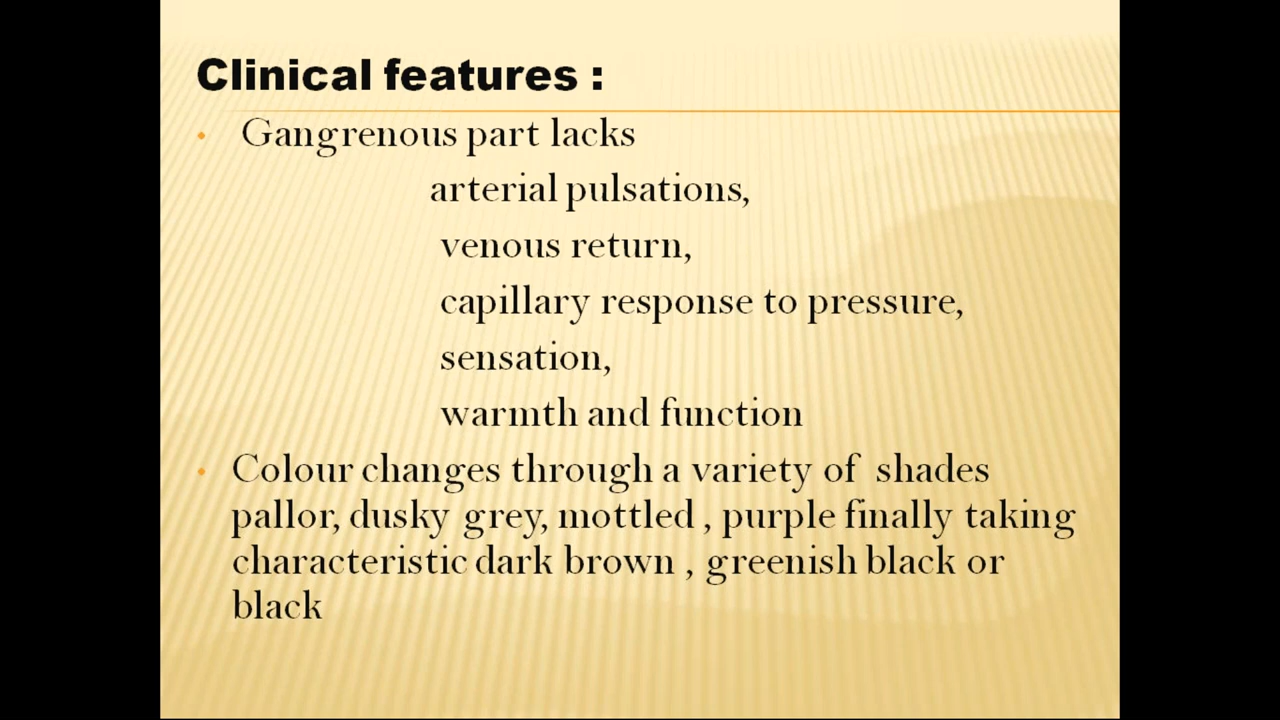 Clinical features :
• Gangrenous part lacks
arterial pulsations,
venous return,
capillary response to pressure,
sensation,
warmth and function
• Colour changes through a variety of shades
pallor, dusky grey, mottled , purple finally taking
characteristic dark brown , greenish black or
black